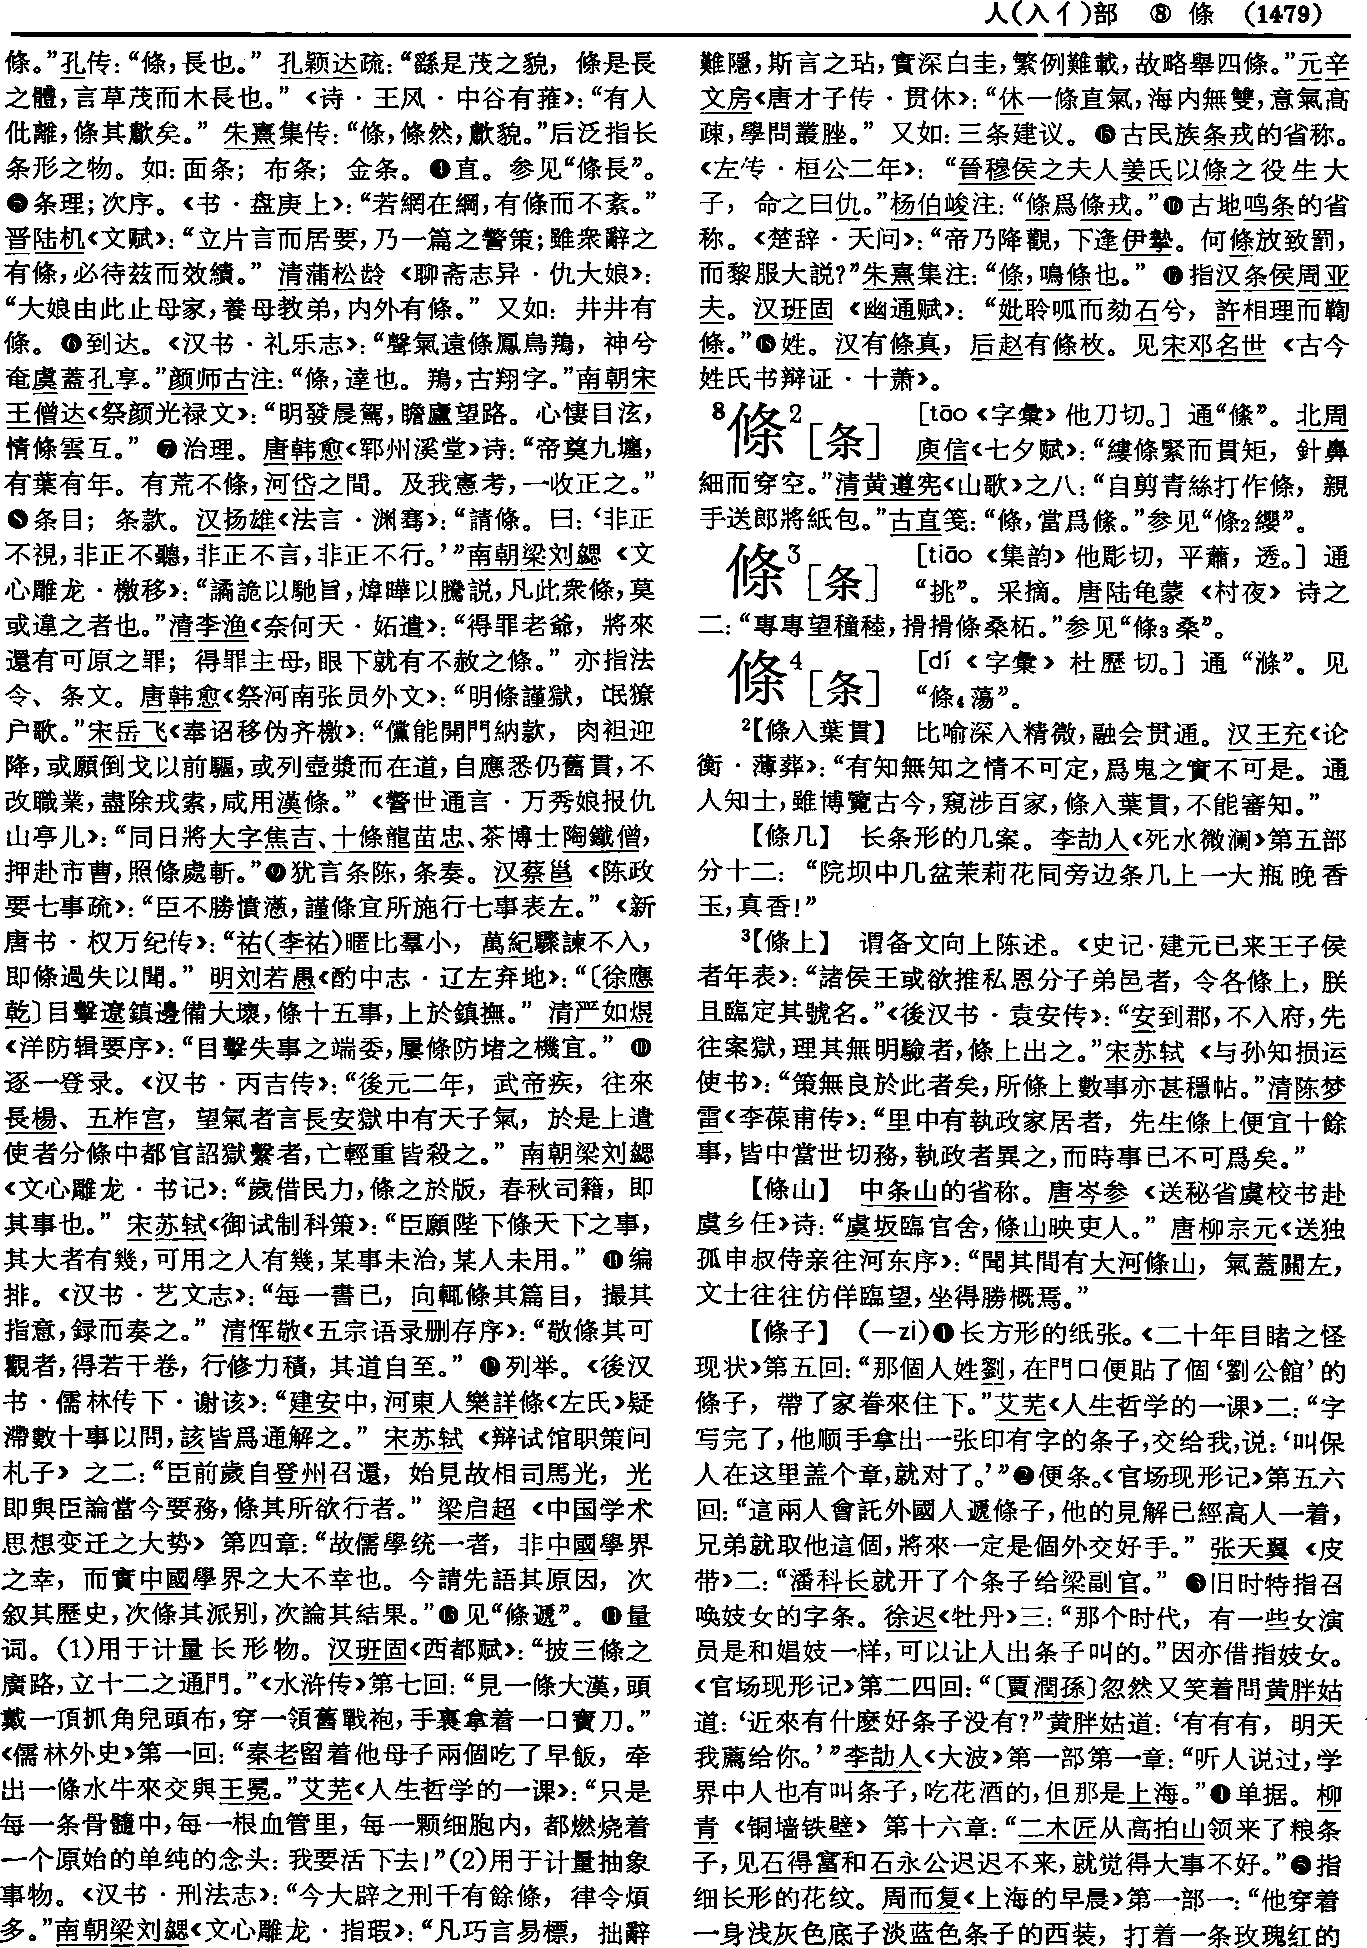 人(入亻)部　⑧　條　(1479)
條。”孔传：“條，長也。”　孔颖达疏：“繇是茂之貌，條是長
之體，言草茂而木長也。”《诗·王风·中谷有蓷》：“有人
仳離，條其歗矣。”　朱熹集传：“條，條然，歗貌。”后泛指长
条形之物。如：面条；布条；金条。❹直。参见“條長”。
❺条理；次序。《书·盘庚上》：“若網在綱，有條而不紊。”
晋陆机《文赋》：“立片言而居要，乃一篇之警策；雖衆辭之
有條，必待兹而效績。”　清蒲松龄《聊斋志异·仇大娘》：
“大娘由此止母家，養母教弟，内外有條。”　又如：井井有
條。❻到达。《汉书·礼乐志》：“聲氣遠條鳳鳥鴹，神兮
奄虞蓋孔享。”颜师古注：“條，達也。鴹，古翔字。”南朝宋
王僧达《祭颜光禄文》：“明發晨駕，瞻廬望路。心悽目泫，
情條雲互。”　❼治理。唐韩愈《郓州溪堂》诗：“帝奠九壥，
有葉有年。有荒不條，河岱之間。及我憲考，一收正之。”
❽条目；条款。汉扬雄《法言·渊骞》：“請條。曰：‘非正
不視，非正不聽，非正不言，非正不行。’”南朝梁刘勰《文
心雕龙·檄移》：“譎詭以馳旨，煒曄以騰説，凡此衆條，莫
或違之者也。”清李渔《奈何天·妬遣》：“得罪老爺，將來
還有可原之罪；得罪主母，眼下就有不赦之條。”亦指法
令、条文。唐韩愈《祭河南张员外文》：“明條謹獄，氓獠
户歌。”宋岳飞《奉诏移伪齐檄》：“儻能開門納款，肉袒迎
降，或願倒戈以前驅，或列壺漿而在道，自應悉仍舊貫，不
改職業，盡除戎索，咸用漢條。”《警世通言·万秀娘报仇
山亭儿》：“同日將大字焦吉、十條龍苗忠、茶博士陶鐵僧，
押赴市曹，照條處斬。”❾犹言条陈，条奏。汉蔡邕《陈政
要七事疏》：“臣不勝憤懣，謹條宜所施行七事表左。”《新
唐书·权万纪传》：“祐(李祐)暱比羣小，萬紀驟諫不入，
即條過失以聞。”　明刘若愚《酌中志·辽左弃地》：“〔徐應
乾〕目擊遼鎮邊備大壞，條十五事，上於鎮撫。”　清严如煜
《洋防辑要序》：“目擊失事之端委，屢條防堵之機宜。”　❿
逐一登录。《汉书·丙吉传》：“後元二年，武帝疾，往來
長楊、五柞宫，望氣者言長安獄中有天子氣，於是上遣
使者分條中都官詔獄繫者，亡輕重皆殺之。”　南朝梁刘勰
《文心雕龙·书记》：“歲借民力，條之於版，春秋司籍，即
其事也。”　宋苏轼《御试制科策》：“臣願陛下條天下之事，
其大者有幾，可用之人有幾，某事未治，某人未用。”　⓫编
排。《汉书·艺文志》：“每一書已，向輒條其篇目，撮其
指意，録而奏之。”　清恽敬《五宗语录删存序》：“敬條其可
觀者，得若干卷，行修力積，其道自至。”　⓬列举。《後汉
书·儒林传下·谢该》：“建安中，河東人樂詳條《左氏》疑
滯數十事以問，該皆爲通解之。”　宋苏轼《辩试馆职策问
札子》之二：“臣前歲自登州召還，始見故相司馬光，光
即與臣論當今要務，條其所欲行者。”　梁启超《中国学术
思想变迁之大势》第四章：“故儒學统一者，非中國學界
之幸，而實中國學界之大不幸也。今請先語其原因，次
叙其歷史，次條其派别，次論其結果。”⓭见“條遞”。⓮量
词。(1)用于计量长形物。汉班固《西都赋》：“披三條之
廣路，立十二之通門。”《水浒传》第七回：“見一條大漢，頭
戴一頂抓角兒頭布，穿一領舊戰袍，手裏拿着一口寶刀。”
《儒林外史》第一回：“秦老留着他母子兩個吃了早飯，牽
出一條水牛來交與王冕。”艾芜《人生哲学的一课》：“只是
每一条骨髓中，每一根血管里，每一颗细胞内，都燃烧着
一个原始的单纯的念头：我要活下去！”(2)用于计量抽象
事物。《汉书·刑法志》：“今大辟之刑千有餘條，律令煩
多。”南朝梁刘勰《文心雕龙·指瑕》：“凡巧言易標，拙辭
難隱，斯言之玷，實深白圭，繁例難載，故略舉四條。”元辛
文房《唐才子传·贯休》：“休一條直氣，海内無雙，意氣高
疎，學問叢脞。”　又如：三条建议。⓯古民族条戎的省称。
《左传·桓公二年》：“晉穆侯之夫人姜氏以條之役生大
子，命之曰仇。”杨伯峻注：“條爲條戎。”⓰古地鸣条的省
称。《楚辞·天问》：“帝乃降觀，下逢伊摯。何條放致罰，
而黎服大説？”朱熹集注：“條，鳴條也。”　⓱指汉条侯周亚
夫。汉班固《幽通赋》：“妣聆呱而劾石兮，許相理而鞠
條。”⓲姓。汉有條真，后赵有條枚。见宋邓名世《古今
姓氏书辩证·十萧》。
⁸條²［条］　[tāo《字彙》他刀切。]通“絛”。北周
庾信《七夕赋》：“縷條緊而貫矩，針鼻
細而穿空。”清黄遵宪《山歌》之八：“自剪青絲打作條，親
手送郎將紙包。”古直笺：“條，當爲絛。”参见“條₂纓”。
條³［条］　[tiāo《集韵》他彫切，平蕭，透。]通
“挑”。采摘。唐陆龟蒙《村夜》诗之
二：“專專望穜稑，搰搰條桑柘。”参见“條₃桑”。
條⁴［条］　[dí《字彙》杜歷切。]通“滌”。见
“條₄蕩”。
²【條入葉貫】　比喻深入精微，融会贯通。汉王充《论
衡·薄葬》：“有知無知之情不可定，爲鬼之實不可是。通
人知士，雖博覽古今，窺涉百家，條入葉貫，不能審知。”
【條几】　长条形的几案。李劼人《死水微澜》第五部
分十二：“院坝中几盆茉莉花同旁边条几上一大瓶晚香
玉，真香！”
³【條上】　谓备文向上陈述。《史记·建元已来王子侯
者年表》：“諸侯王或欲推私恩分子弟邑者，令各條上，朕
且臨定其號名。”《後汉书·袁安传》：“安到郡，不入府，先
往案獄，理其無明驗者，條上出之。”宋苏轼《与孙知损运
使书》：“策無良於此者矣，所條上數事亦甚穩帖。”清陈梦
雷《李葆甫传》：“里中有執政家居者，先生條上便宜十餘
事，皆中當世切務，執政者異之，而時事已不可爲矣。”
【條山】　中条山的省称。唐岑参《送秘省虞校书赴
虞乡任》诗：“虞坂臨官舍，條山映吏人。”　唐柳宗元《送独
孤申叔侍亲往河东序》：“聞其間有大河條山，氣蓋關左，
文士往往仿佯臨望，坐得勝概焉。”
【條子】　(—zi)❶长方形的纸张。《二十年目睹之怪
现状》第五回：“那個人姓劉，在門口便貼了個‘劉公館’的
條子，帶了家眷來住下。”艾芜《人生哲学的一课》二：“字
写完了，他顺手拿出一张印有字的条子，交给我，说：‘叫保
人在这里盖个章，就对了。’”❷便条。《官场现形记》第五六
回：“這兩人會託外國人遞條子，他的見解已經高人一着，
兄弟就取他這個，將來一定是個外交好手。”　张天翼《皮
带》二：“潘科长就开了个条子给梁副官。”　❸旧时特指召
唤妓女的字条。徐迟《牡丹》三：“那个时代，有一些女演
员是和娼妓一样，可以让人出条子叫的。”因亦借指妓女。
《官场现形记》第二四回：“〔賈潤孫〕忽然又笑着問黄胖姑
道：‘近來有什麽好条子没有？’”黄胖姑道：‘有有有，明天
我薦给你。’”李劼人《大波》第一部第一章：“听人说过，学
界中人也有叫条子，吃花酒的，但那是上海。”❹单据。柳
青《铜墙铁壁》第十六章：“二木匠从高拍山领来了粮条
子，见石得富和石永公迟迟不来，就觉得大事不好。”❺指
细长形的花纹。周而复《上海的早晨》第一部一：“他穿着
一身浅灰色底子淡蓝色条子的西装，打着一条玫瑰红的